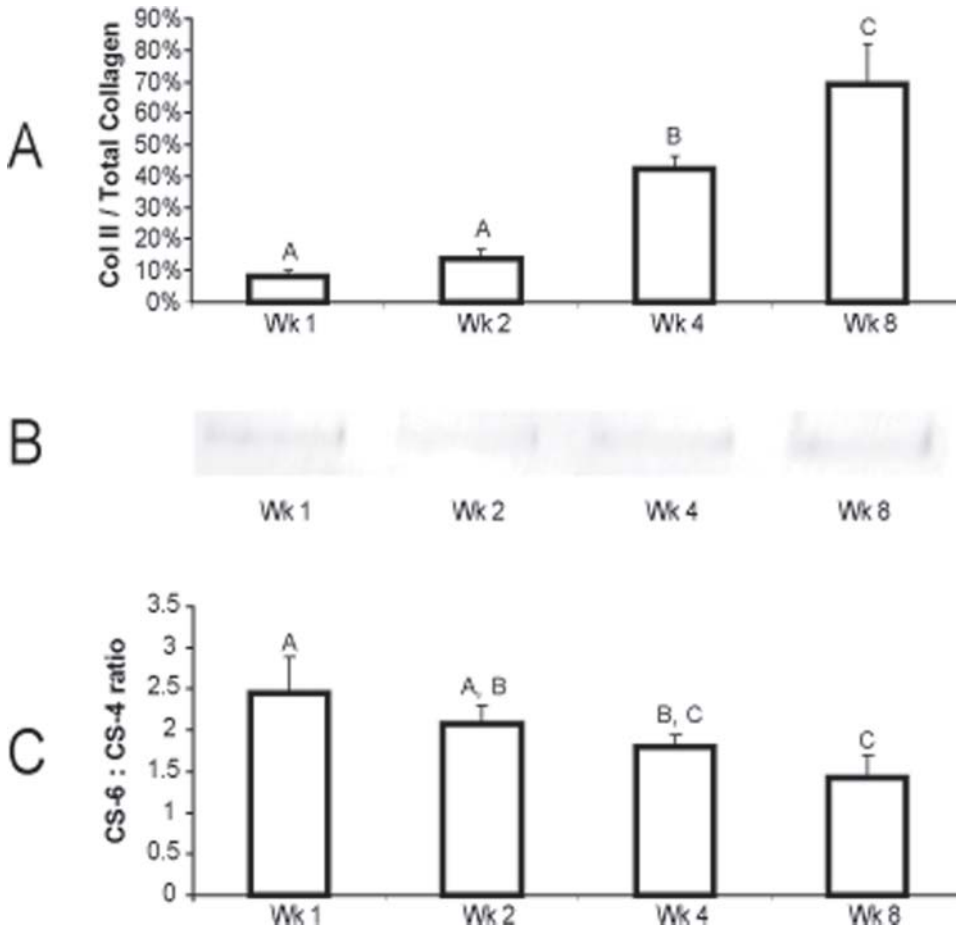 A
Col II / Total Collagen
90%
80%
70%
60%
50%
40%
30%
20%
10%
0%
A
A
B
C
Wk 1
Wk 2
Wk 4
Wk 8
B
Wk 1
Wk 2
Wk 4
Wk 8
C
CS-6 : CS-4 ratio
3.5
3
2.5
2
1.5
1
0.5
0
A
A, B
B, C
C
Wk 1
Wk 2
Wk 4
Wk 8